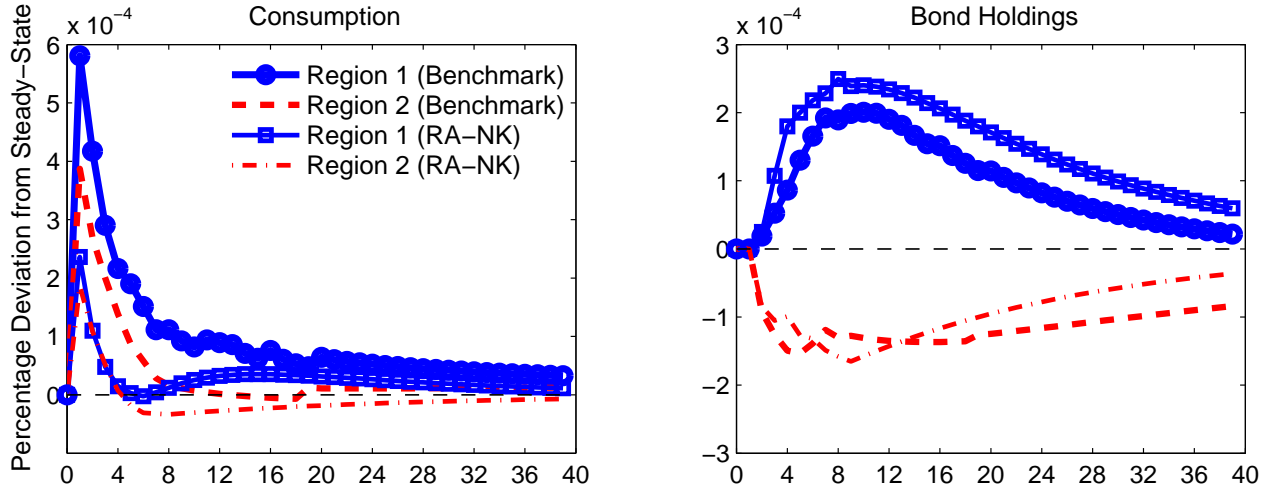 Consumption
x 10−4
Percentage Deviation from Steady−State
6
5
4
3
2
1
0
0 4 8 12 16 20 24 28 32 36 40
Region 1 (Benchmark)
Region 2 (Benchmark)
Region 1 (RA−NK)
Region 2 (RA−NK)
Bond Holdings
x 10−4
3
2
1
0
−1
−2
−3
0 4 8 12 16 20 24 28 32 36 40